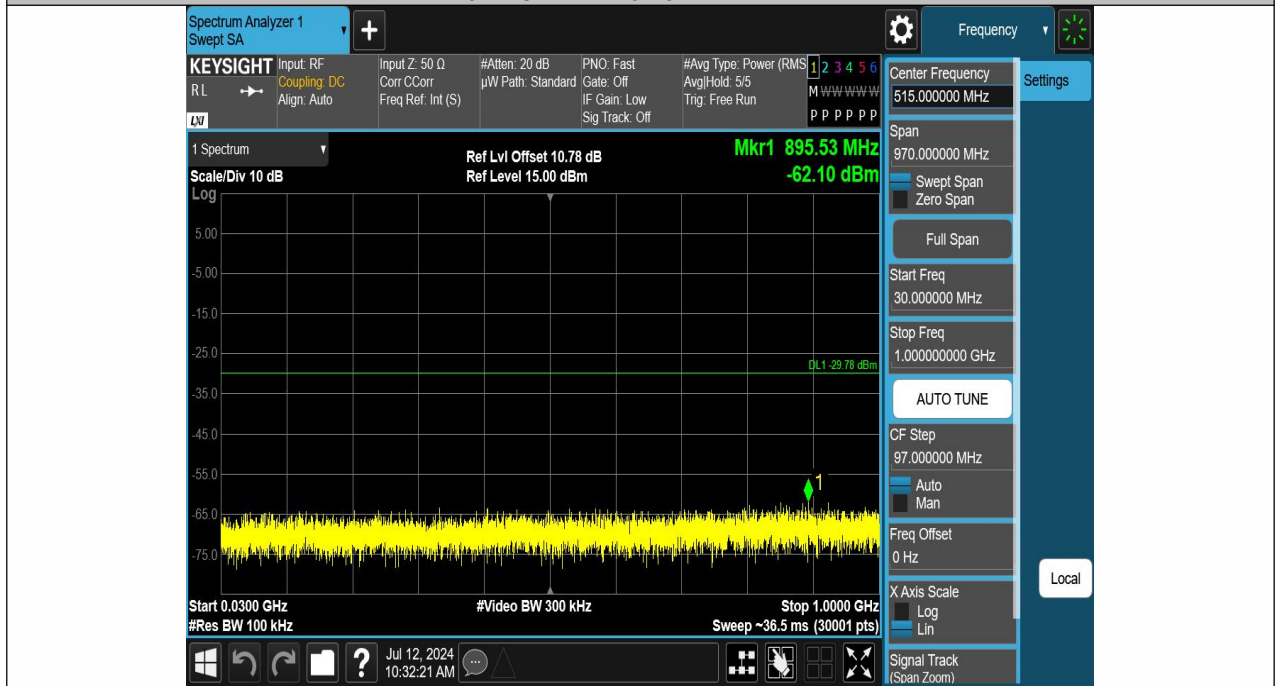 Spectrum Analyzer 1
Swept SA
+
Frequency
KEYSIGHT
RL
LXI
Input: RF
Coupling: DC
Align: Auto
Input Z: 50 Ω
Corr CCorr
Freq Ref: Int (S)
#Atten: 20 dB
µW Path: Standard
PNO: Fast
Gate: Off
IF Gain: Low
Sig Track: Off
#Avg Type: Power (RMS
Avg|Hold: 5/5
Trig: Free Run
1 2 3 4 5 6
M W W W W W
P P P P P P
1 Spectrum
Scale/Div 10 dB
Log
Ref Lvl Offset 10.78 dB
Ref Level 15.00 dBm
Mkr1 895.53 MHz
-62.10 dBm
5.00
-5.00
-15.0
-25.0
DL1 -29.78 dBm
-35.0
-45.0
-55.0
1
-65.0
-75.0
Start 0.0300 GHz
#Res BW 100 kHz
#Video BW 300 kHz
Stop 1.0000 GHz
Sweep ~36.5 ms (30001 pts)
?
Jul 12, 2024
10:32:21 AM
Center Frequency
515.000000 MHz
Span
970.000000 MHz
Swept Span
Zero Span
Full Span
Start Freq
30.000000 MHz
Stop Freq
1.000000000 GHz
AUTO TUNE
CF Step
97.000000 MHz
Auto
Man
Freq Offset
0 Hz
X Axis Scale
Log
Lin
Signal Track
(Span Zoom)
Settings
Local